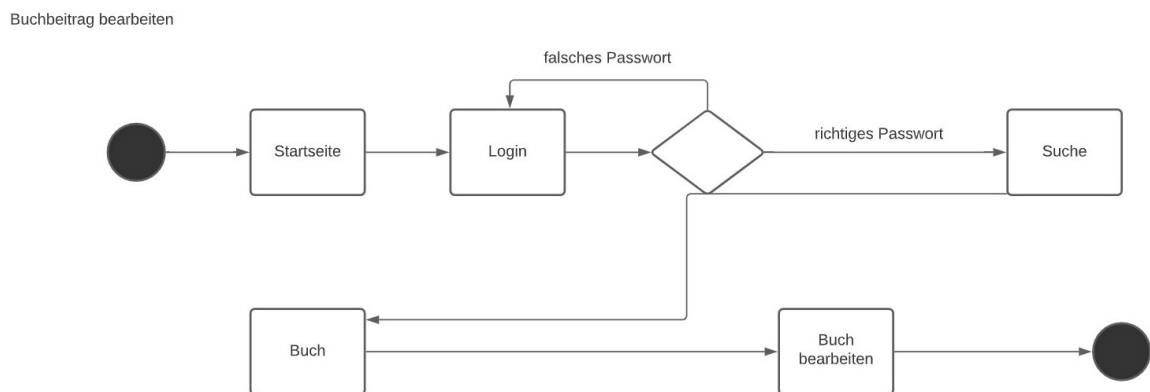 Buchbeitrag bearbeiten
falsches Passwort
Startseite
Login
richtiges Passwort
Suche
Buch
Buch
bearbeiten